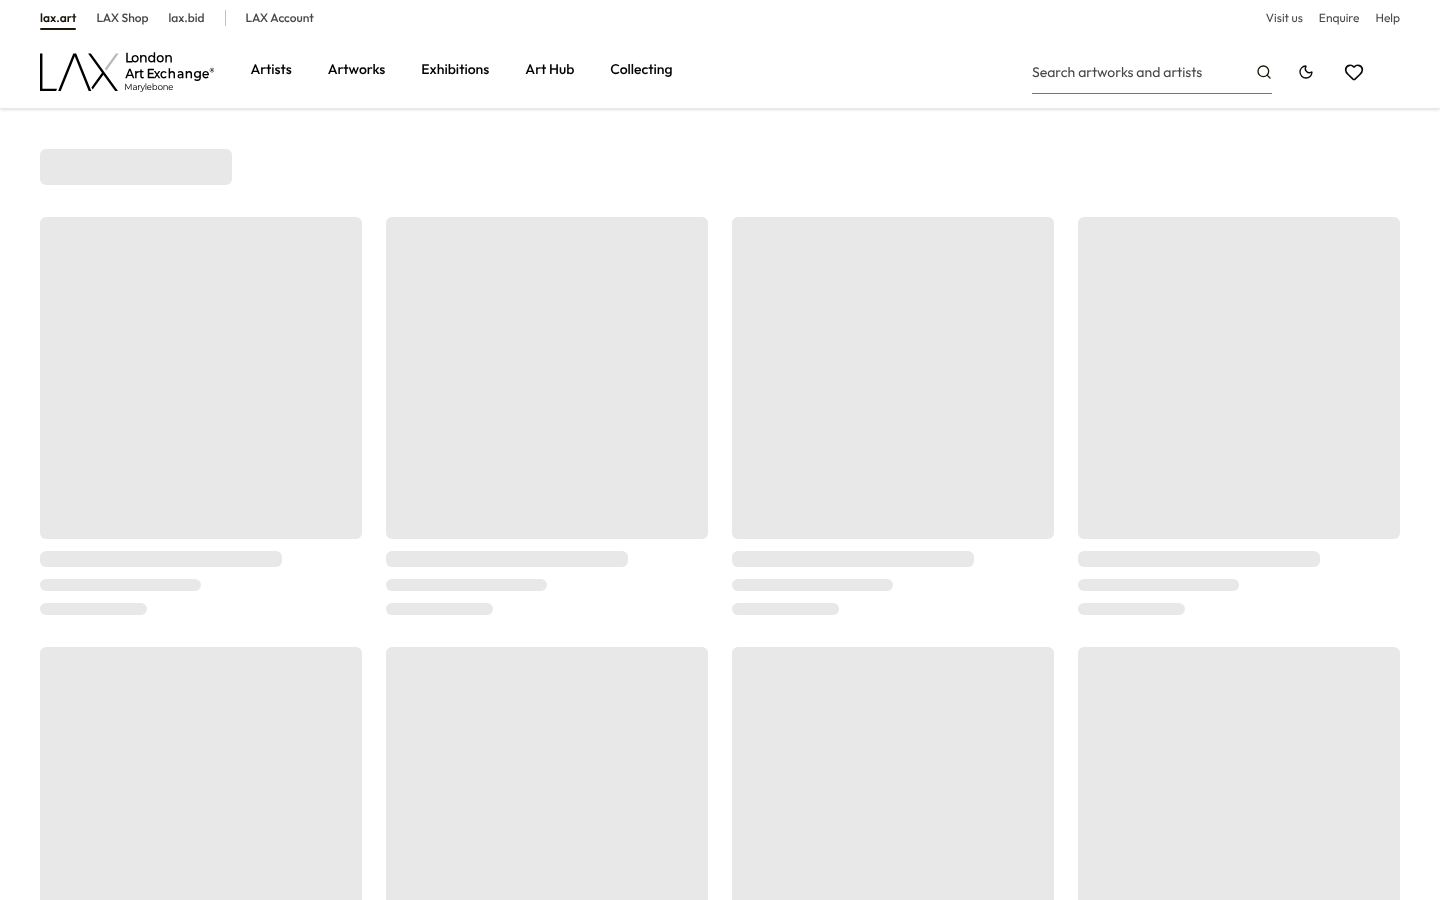 lax.art LAX Shop lax.bid LAX Account Visit us Enquire Help
LAX London
Art Exchange®
Marylebone
Artists Artworks Exhibitions Art Hub Collecting Search artworks and artists